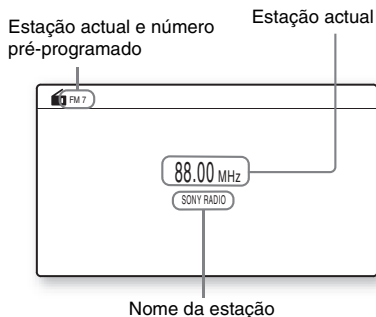 Estação actual e número
pré-programado
Estação actual
FM 7
88.00 MHz
SONY RADIO
Nome da estação